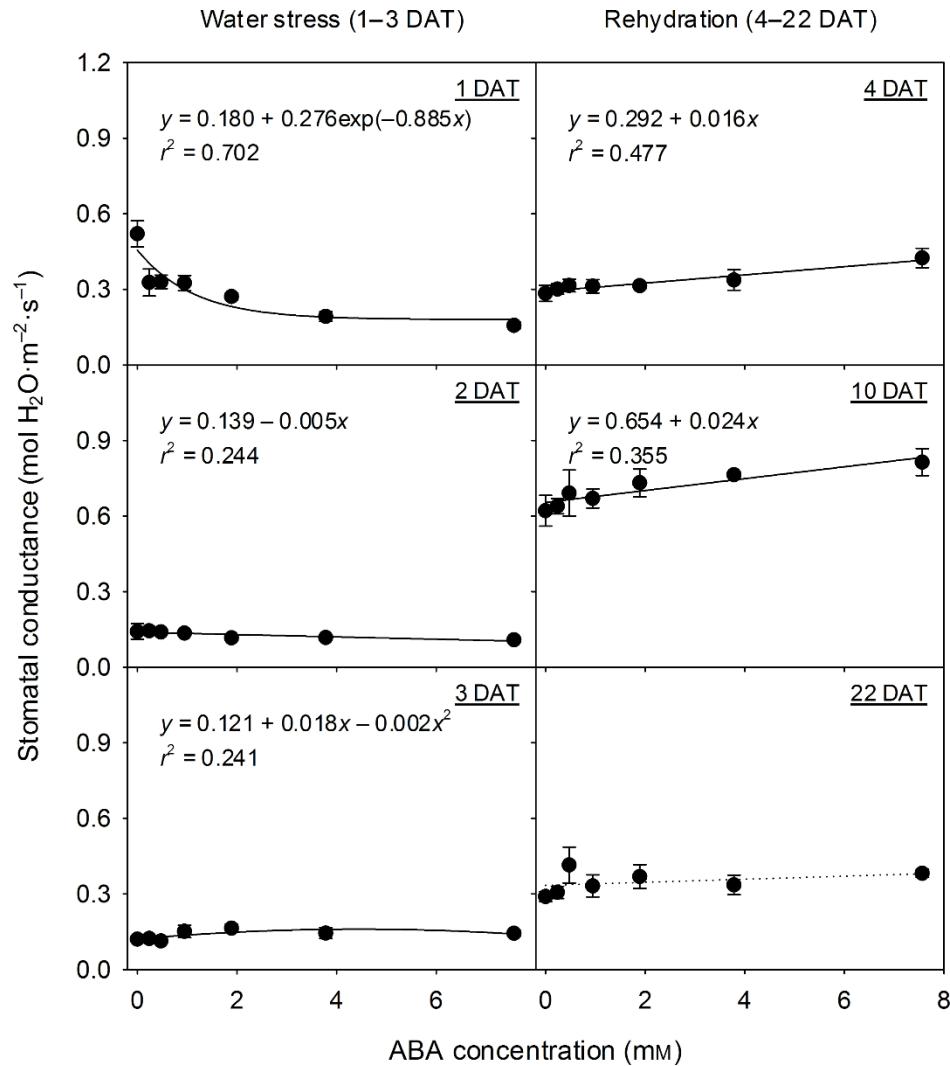 Water stress (1–3 DAT)
Rehydration (4–22 DAT)
Stomatal conductance (mol H₂O·m⁻²·s⁻¹)
1.2
0.9
0.6
0.3
0.0
1 DAT
y = 0.180 + 0.276exp(–0.885x)
r² = 0.702
4 DAT
y = 0.292 + 0.016x
r² = 0.477
0.9
0.6
0.3
0.0
2 DAT
y = 0.139 – 0.005x
r² = 0.244
10 DAT
y = 0.654 + 0.024x
r² = 0.355
0.9
0.6
0.3
0.0
3 DAT
y = 0.121 + 0.018x – 0.002x²
r² = 0.241
22 DAT
0 2 4 6 0 2 4 6 8
ABA concentration (mM)